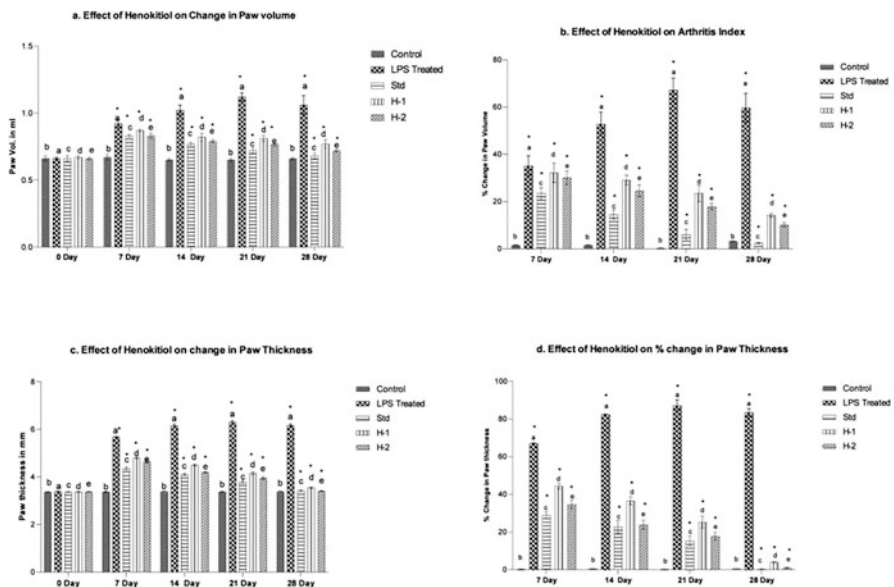 a. Effect of Henokitiol on Change in Paw volume
Paw Vol. in ml
1.5
1.0
0.5
0.0
b a c d e
b a c d e
b a c d e
b a c d e
b a c d e
0 Day 7 Day 14 Day 21 Day 28 Day
Control
LPS Treated
Std
H-1
H-2
b. Effect of Henkitiol on Arthritis Index
% Change in Paw Volume
80
60
40
20
0
b a c d e
b a c d e
b a c d e
b a c d e
7 Day 14 Day 21 Day 28 Day
Control
LPS Treated
Std
H-1
H-2
c. Effect of Henokitiol on change in Paw Thickness
Paw thickness in mm
8
6
4
2
0
b a c d e
b a c d e
b a c d e
b a c d e
b a c d e
0 Day 7 Day 14 Day 21 Day 28 Day
Control
LPS Treated
Std
H-1
H-2
d. Effect of Henkitiol on % change in Paw Thickness
% Change in Paw thickness
100
80
60
40
20
0
b a c d e
b a c d e
b a c d e
b a c d e
7 Day 14 Day 21 Day 28 Day
Control
LPS Treated
Std
H-1
H-2